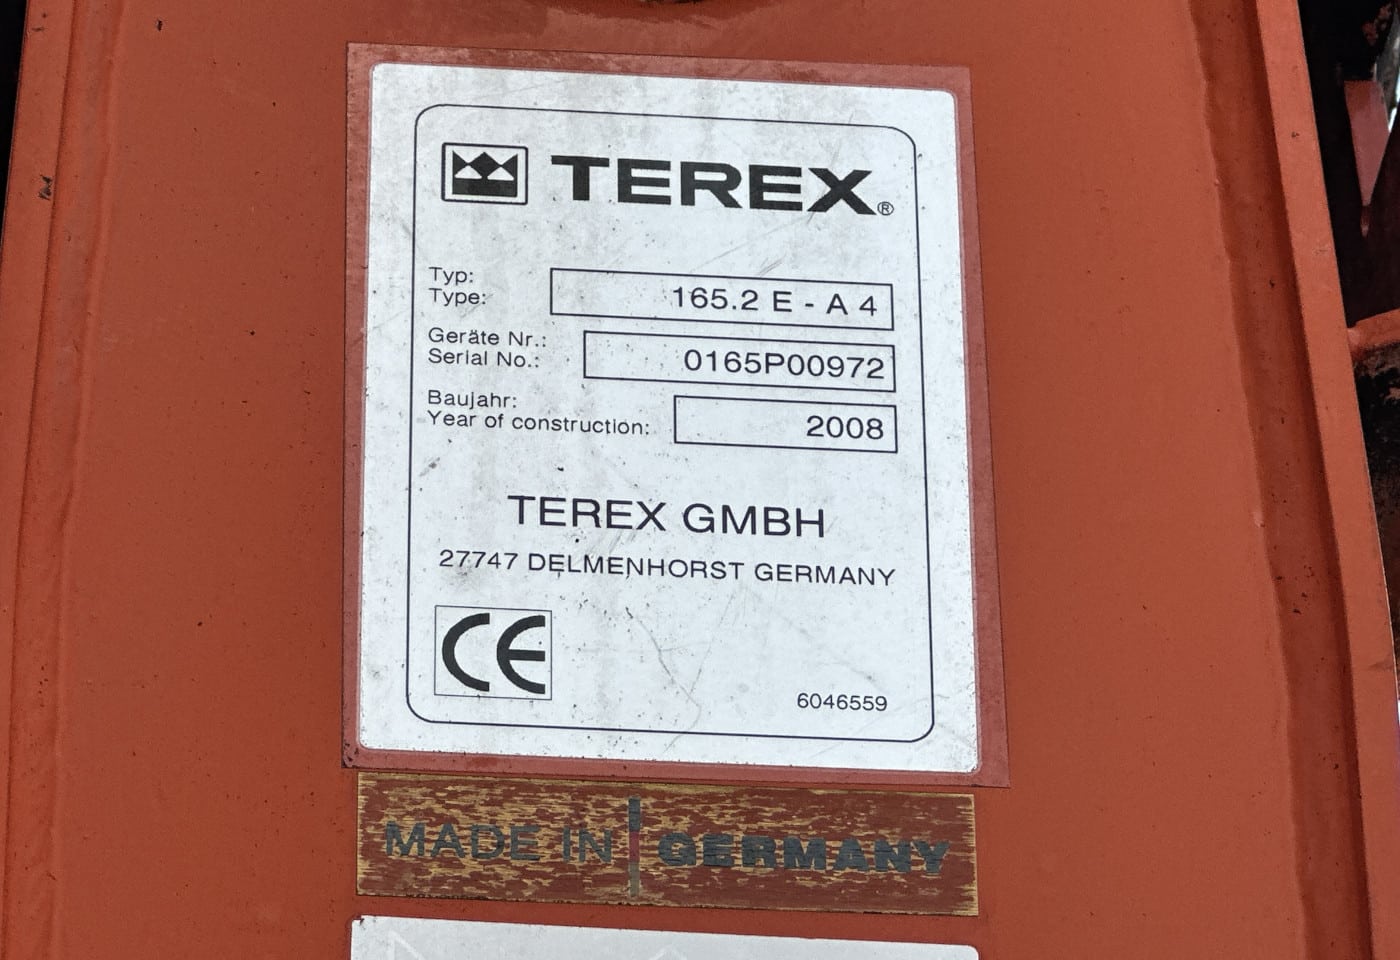 TEREX®
Typ:
Type: 165.2 E - A 4
Geräte Nr.:
Serial No.: 0165P00972
Baujahr:
Year of construction: 2008
TEREX GMBH
27747 DELMENHORST GERMANY
CE
6046559
MADE IN GERMANY